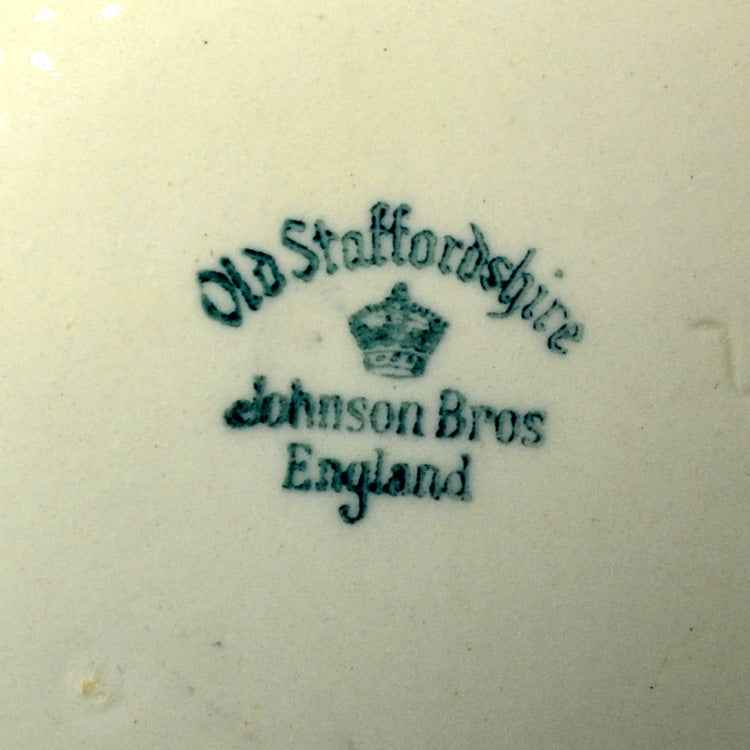 Old Staffordshire
Johnson Bros
England